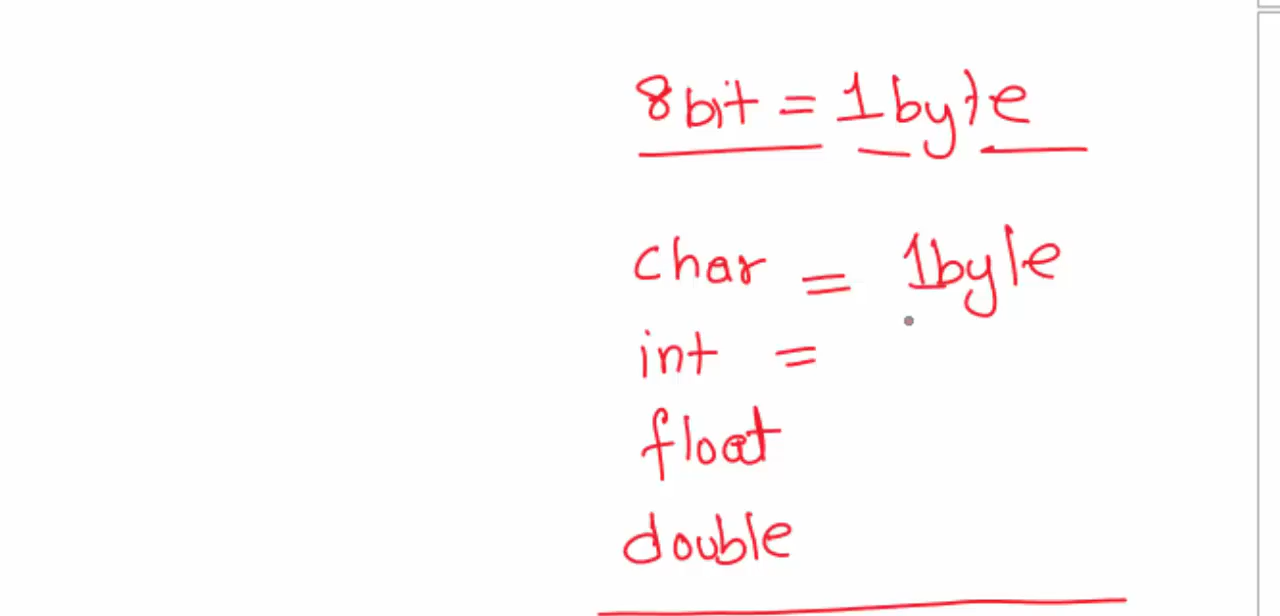 8bit = 1byte
char = 1byte
int =
float
double